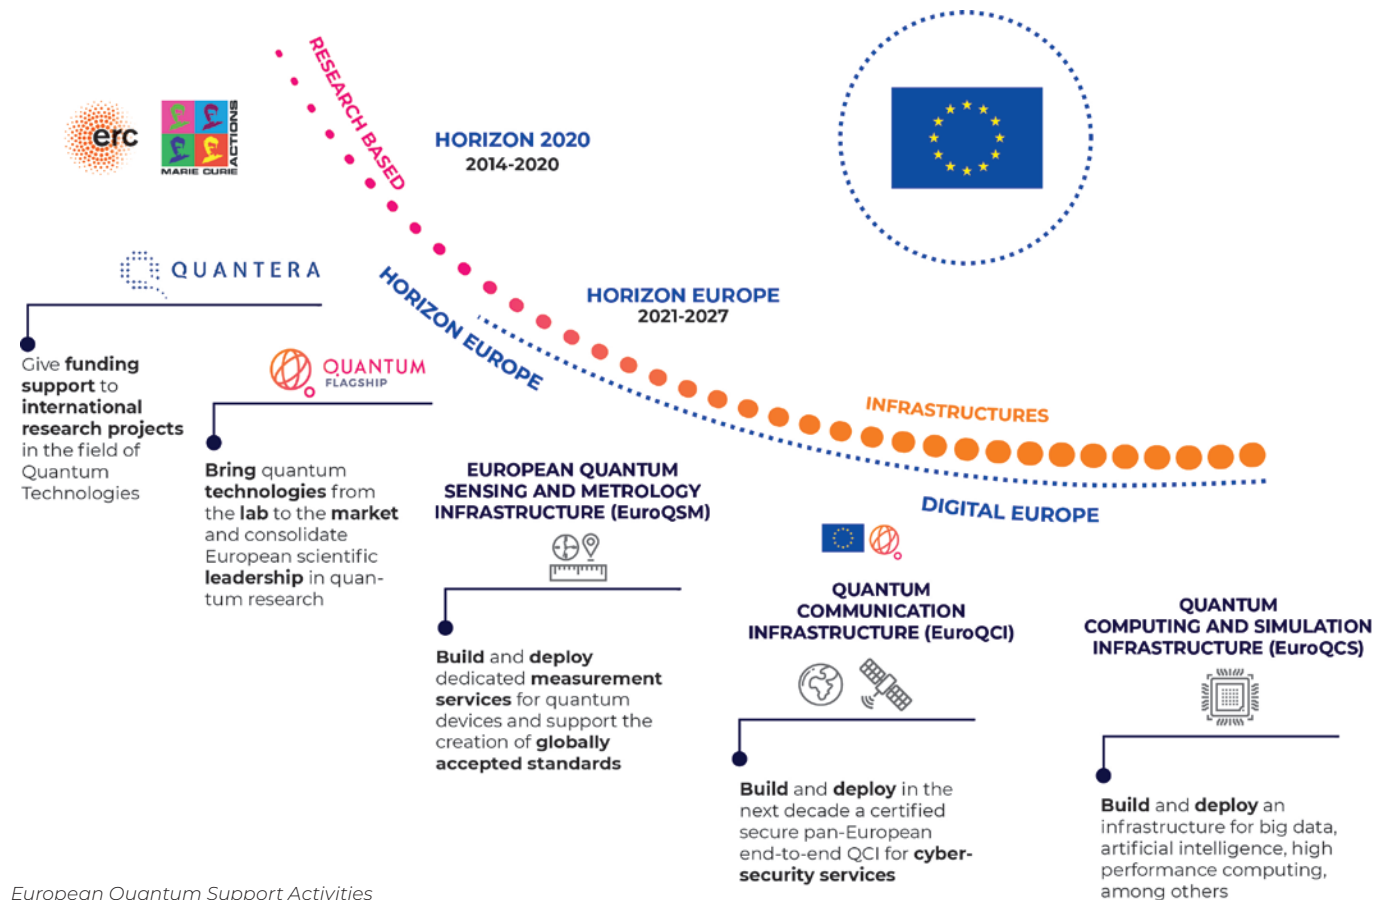 RESEARCH BASED
erc
MARIE CURIE
ACTIONS
HORIZON 2020
2014-2020
QUANTERA
Give funding
support to
international
research projects
in the field of
Quantum
Technologies
HORIZON EUROPE
HORIZON EUROPE
2021-2027
QUANTUM
FLAGSHIP
Bring quantum
technologies from
the lab to the market
and consolidate
European scientific
leadership in quan-
tum research
INFRASTRUCTURES
DIGITAL EUROPE
EUROPEAN QUANTUM
SENSING AND METROLOGY
INFRASTRUCTURE (EuroQSM)
Build and deploy
dedicated measurement
services for quantum
devices and support the
creation of globally
accepted standards
QUANTUM
COMMUNICATION
INFRASTRUCTURE (EuroQCI)
Build and deploy in the
next decade a certified
secure pan-European
end-to-end QCI for cyber-
security services
QUANTUM
COMPUTING AND SIMULATION
INFRASTRUCTURE (EuroQCS)
Build and deploy an
infrastructure for big data,
artificial intelligence, high
performance computing,
among others
European Quantum Support Activities